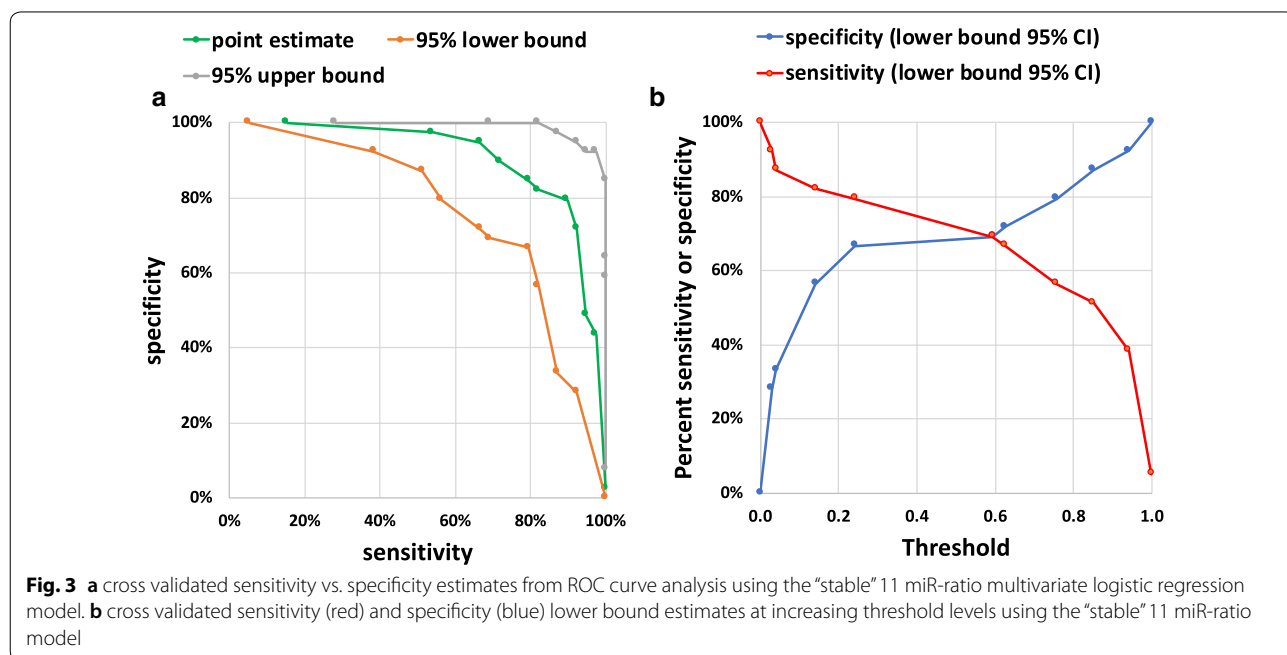 point estimate
95% lower bound
95% upper bound
a
100%
80%
60%
40%
20%
0%
specificity
0%
20%
40%
60%
80%
100%
sensitivity
specificity (lower bound 95% CI)
sensitivity (lower bound 95% CI)
b
100%
80%
60%
40%
20%
0%
Percent sensitivity or specificity
0.0
0.2
0.4
0.6
0.8
1.0
Threshold
Fig. 3 a cross validated sensitivity vs. specificity estimates from ROC curve analysis using the “stable” 11 miR-ratio multivariate logistic regression
model. b cross validated sensitivity (red) and specificity (blue) lower bound estimates at increasing threshold levels using the “stable” 11 miR-ratio
model